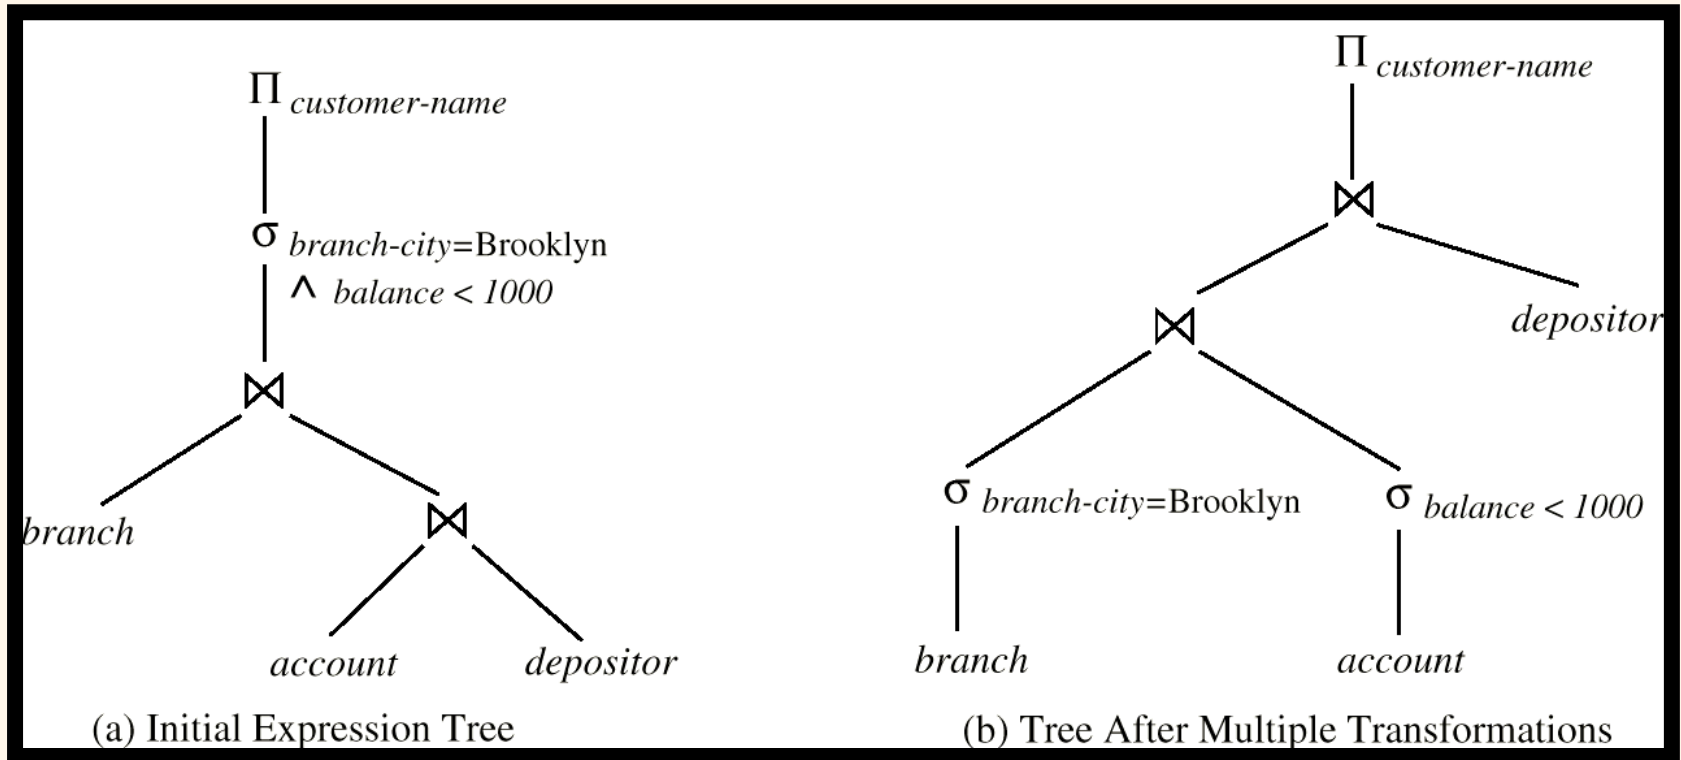 Π customer-name
σ branch-city=Brooklyn
∧ balance < 1000
⋈
branch
⋈
account depositor
(a) Initial Expression Tree
Π customer-name
⋈
depositor
⋈
σ branch-city=Brooklyn σ balance < 1000
branch account
(b) Tree After Multiple Transformations